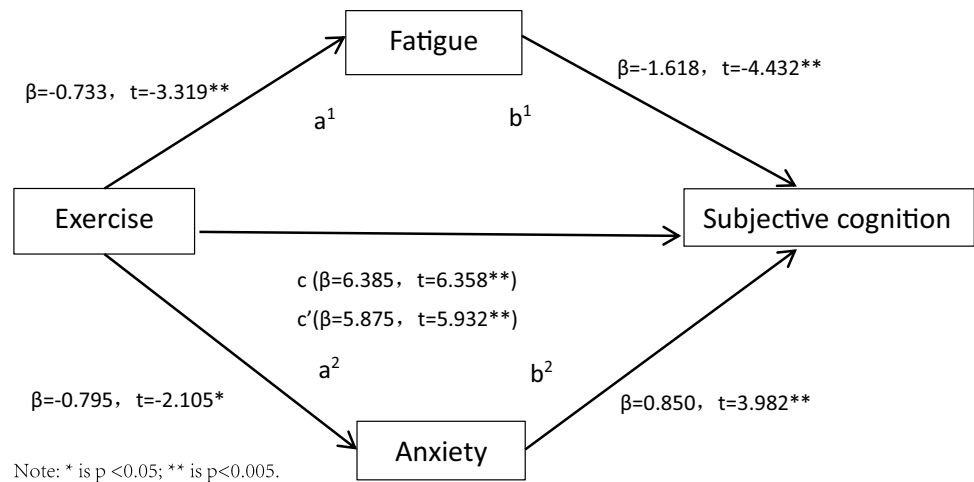 Fatigue
β=-0.733，t=-3.319**
β=-1.618，t=-4.432**
a¹
b¹
Exercise
Subjective cognition
c (β=6.385，t=6.358**)
c’(β=5.875，t=5.932**)
a²
b²
β=-0.795，t=-2.105*
β=0.850，t=3.982**
Anxiety
Note: * is p <0.05; ** is p<0.005.